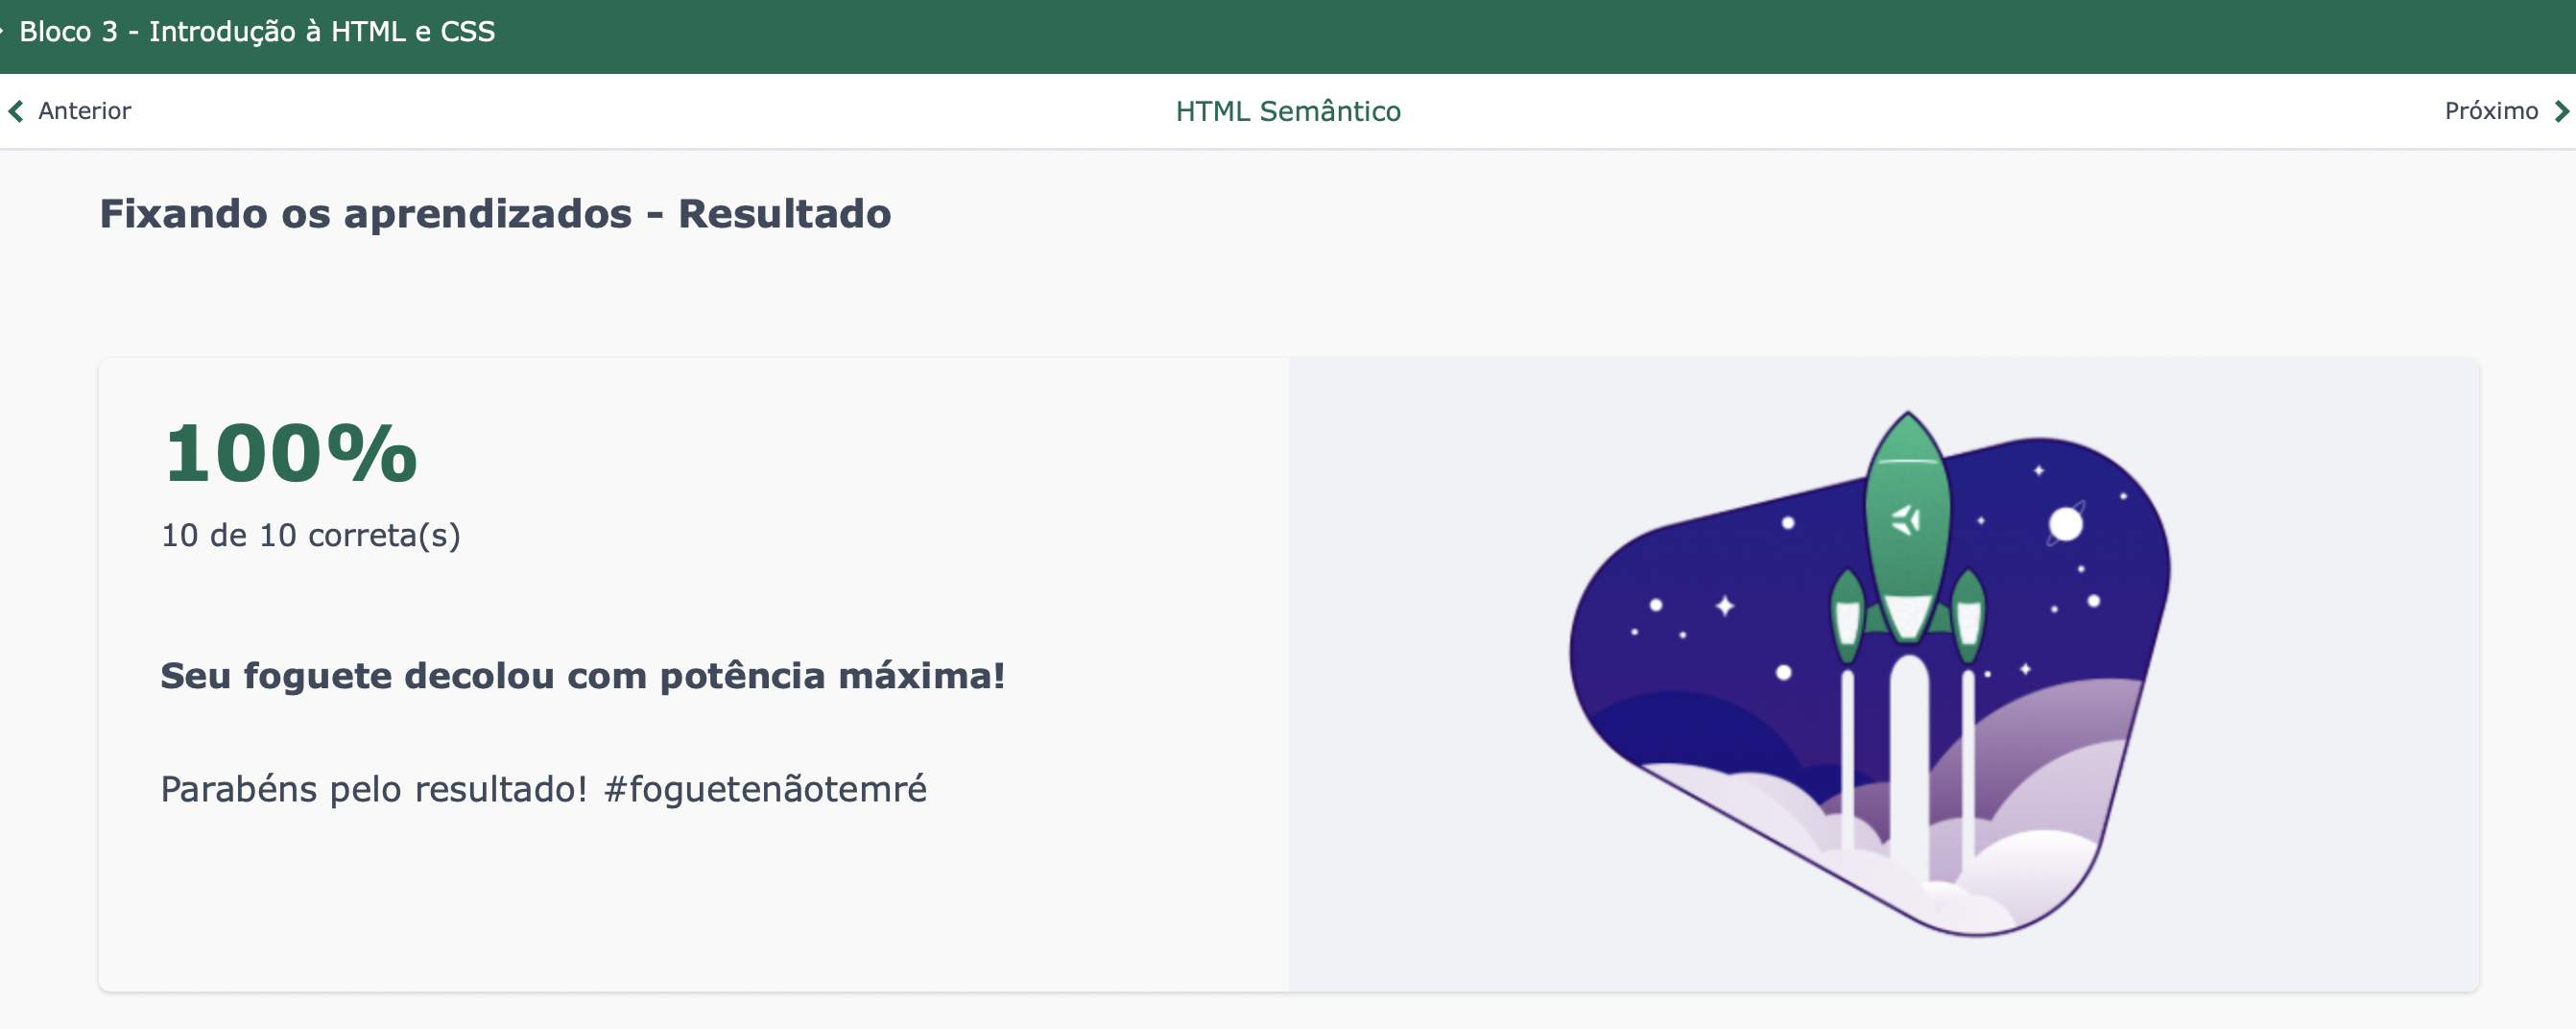 Bloco 3 - Introdução à HTML e CSS
Anterior
HTML Semântico
Próximo
Fixando os aprendizados - Resultado
100%
10 de 10 correta(s)
Seu foguete decolou com potência máxima!
Parabéns pelo resultado! #foguetenãotemré